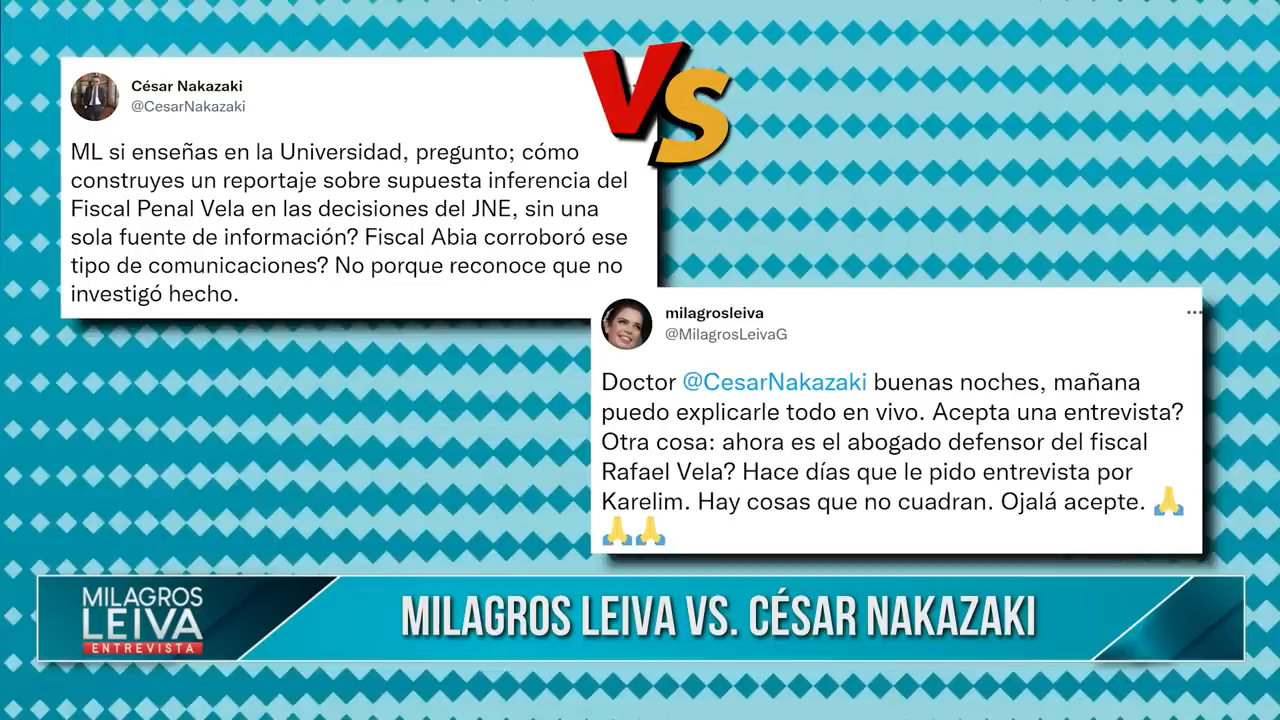 VS
César Nakazaki
@CesarNakazaki
ML si enseñas en la Universidad, pregunto; cómo
construyes un reportaje sobre supuesta inferencia del
Fiscal Penal Vela en las decisiones del JNE, sin una
sola fuente de información? Fiscal Abia corroboró ese
tipo de comunicaciones? No porque reconoce que no
investigó hecho.
milagrosleiva
@MilagrosLeivaG
Doctor @CesarNakazaki buenas noches, mañana
puedo explicarle todo en vivo. Acepta una entrevista?
Otra cosa: ahora es el abogado defensor del fiscal
Rafael Vela? Hace días que le pido entrevista por
Karelim. Hay cosas que no cuadran. Ojalá acepte. 🙏
🙏🙏
MILAGROS
LEIVA
ENTREVISTA
MILAGROS LEIVA VS. CÉSAR NAKAZAKI